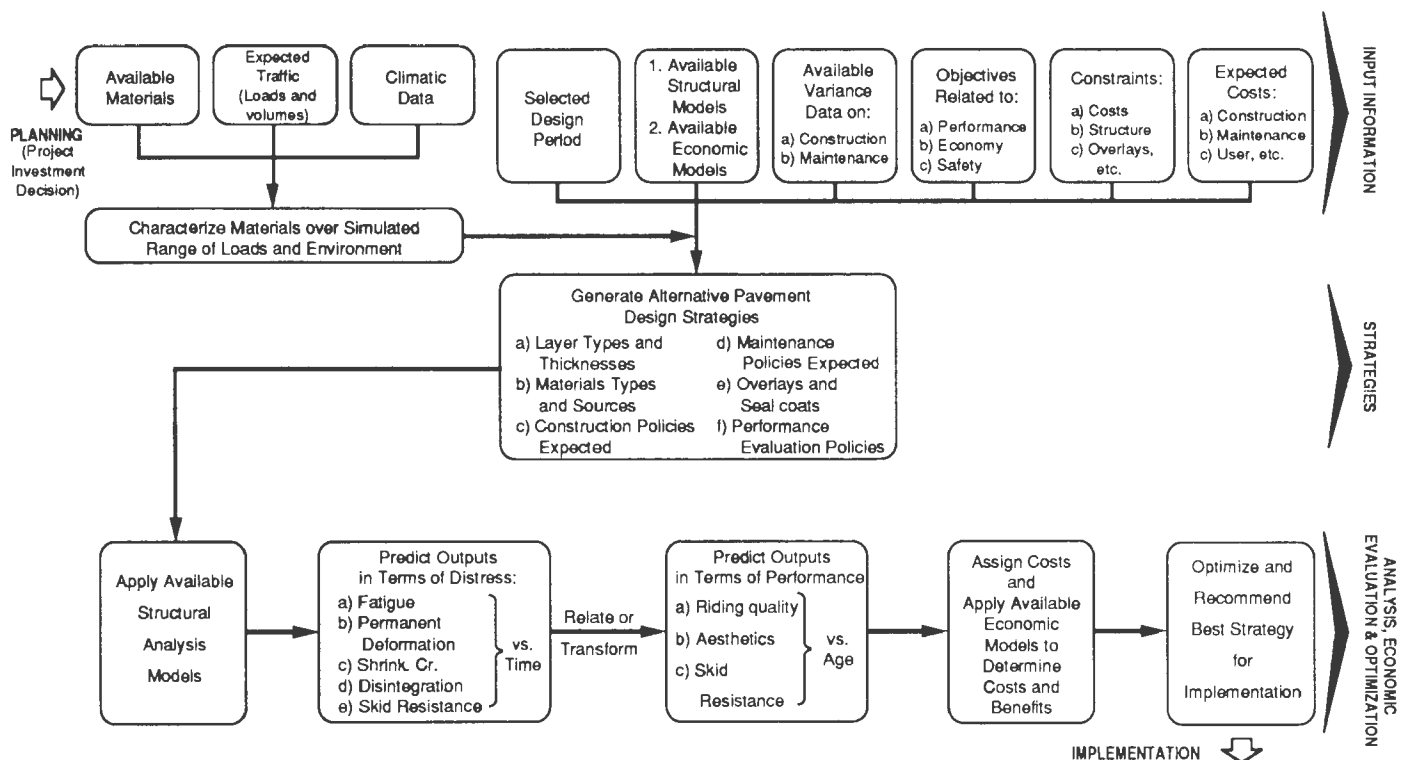 PLANNING
(Project
Investment
Decision)
Available
Materials
Expected
Traffic
(Loads and
volumes)
Climatic
Data
Selected
Design
Period
1. Available
Structural
Models
2. Available
Economic
Models
Available
Variance
Data on:
a) Construction
b) Maintenance
Objectives
Related to:
a) Performance
b) Economy
c) Safety
Constraints:
a) Costs
b) Structure
c) Overlays,
etc.
Expected
Costs:
a) Construction
b) Maintenance
c) User, etc.
INPUT INFORMATION
Characterize Materials over Simulated
Range of Loads and Environment
Generate Alternative Pavement
Design Strategies
a) Layer Types and
Thicknesses
b) Materials Types
and Sources
c) Construction Policies
Expected
d) Maintenance
Policies Expected
e) Overlays and
Seal coats
f) Performance
Evaluation Policies
STRATEGIES
Apply Available
Structural
Analysis
Models
Predict Outputs
in Terms of Distress:
a) Fatigue
b) Permanent
Deformation
c) Shrink. Cr.
d) Disintegration
e) Skid Resistance
vs.
Time
Relate or
Transform
Predict Outputs
in Terms of Performance
a) Riding quality
b) Aesthetics
c) Skid
Resistance
vs.
Age
Assign Costs
and
Apply Available
Economic
Models to
Determine
Costs and
Benefits
Optimize and
Recommend
Best Strategy
for
Implementation
ANALYSIS, ECONOMIC
EVALUATION & OPTIMIZATION
IMPLEMENTATION